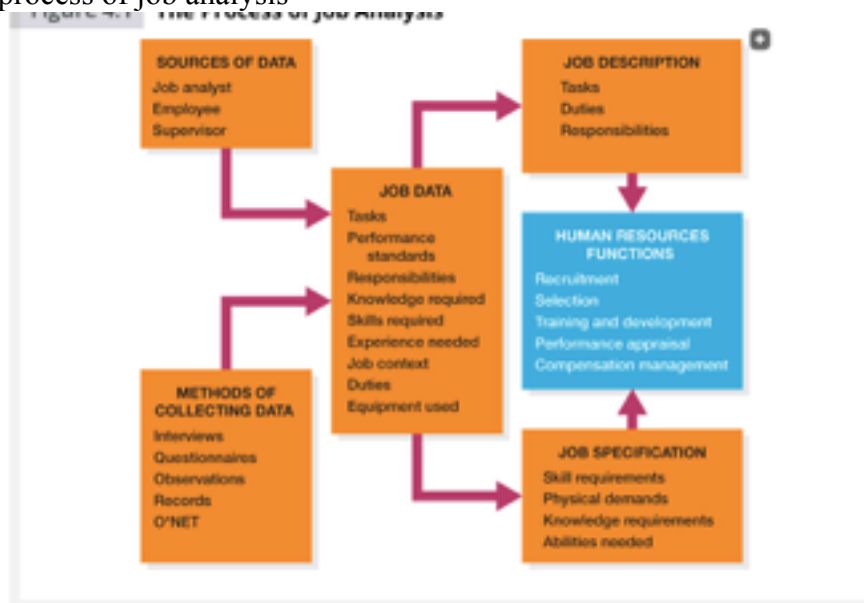 process of job analysis
Figure 4.1 The Process of Job Analysis
SOURCES OF DATA
Job analyst
Employee
Supervisor
METHODS OF
COLLECTING DATA
Interviews
Questionnaires
Observations
Records
O*NET
JOB DATA
Tasks
Performance
standards
Responsibilities
Knowledge required
Skills required
Experience needed
Job context
Duties
Equipment used
JOB DESCRIPTION
Tasks
Duties
Responsibilities
HUMAN RESOURCES
FUNCTIONS
Recruitment
Selection
Training and development
Performance appraisal
Compensation management
JOB SPECIFICATION
Skill requirements
Physical demands
Knowledge requirements
Abilities needed